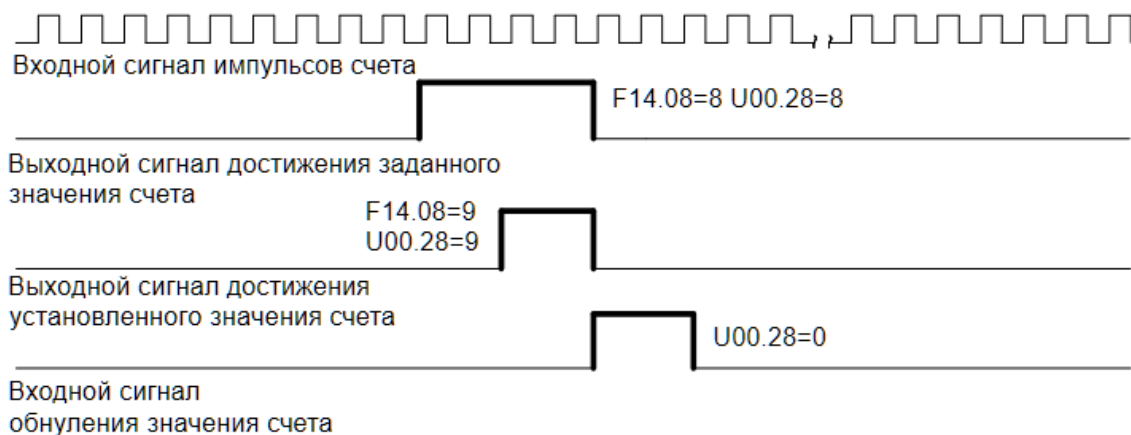 Входной сигнал импульсов счета
F14.08=8 U00.28=8
Выходной сигнал достижения заданного
значения счета
F14.08=9
U00.28=9
Выходной сигнал достижения
установленного значения счета
U00.28=0
Входной сигнал
обнуления значения счета